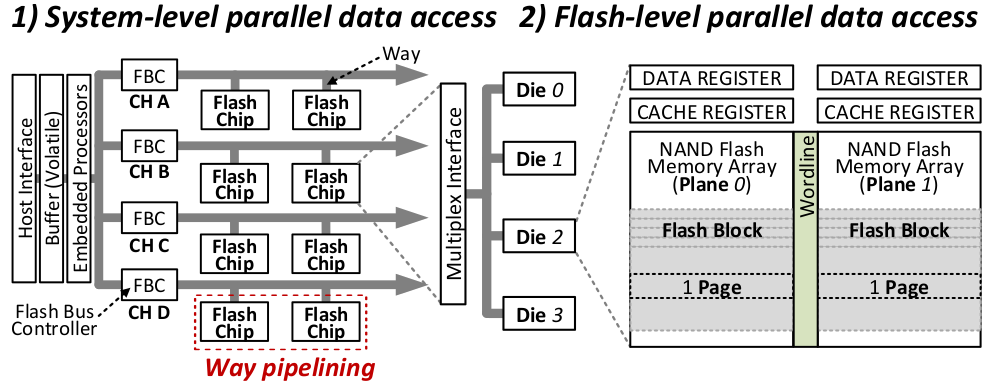 1) System-level parallel data access
2) Flash-level parallel data access
Host Interface
Buffer (Volatile)
Embedded Processors
FBC
CH A
FBC
CH B
FBC
CH C
FBC
CH D
Flash Bus
Controller
Way
Flash
Chip
Flash
Chip
Flash
Chip
Flash
Chip
Flash
Chip
Flash
Chip
Flash
Chip
Flash
Chip
Way pipelining
Multiplex Interface
Die 0
Die 1
Die 2
Die 3
DATA REGISTER
CACHE REGISTER
NAND Flash
Memory Array
(Plane 0)
Flash Block
1 Page
Wordline
DATA REGISTER
CACHE REGISTER
NAND Flash
Memory Array
(Plane 1)
Flash Block
1 Page